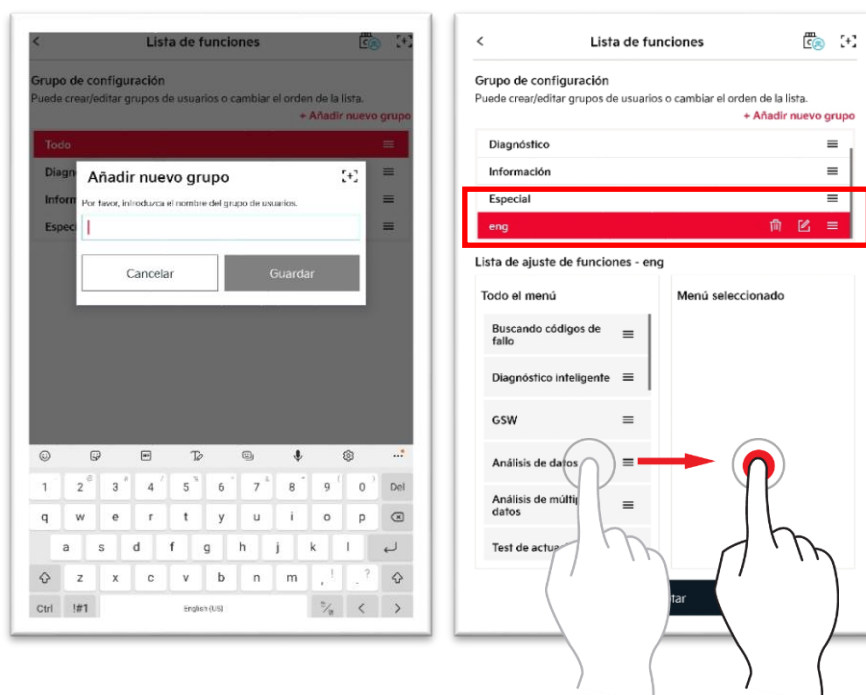 Lista de funciones
Grupo de configuración
Puede crear/editar grupos de usuarios o cambiar el orden de la lista.
+ Añadir nuevo grupo
Todo
Diagn
Inform
Espec
Añadir nuevo grupo
Por favor, introduzca el nombre del grupo de usuarios.
Cancelar
Guardar
1 2 3 4 5 6 7 8 9 0 Del
q w e r t y u i o p
a s d f g h j k l
z x c v b n m , ! . ?
Ctrl !#1 English (US)
Lista de funciones
Grupo de configuración
Puede crear/editar grupos de usuarios o cambiar el orden de la lista.
+ Añadir nuevo grupo
Diagnóstico
Información
Especial
eng
Lista de ajuste de funciones - eng
Todo el menú
Buscando códigos de
fallo
Diagnóstico inteligente
GSW
Análisis de datos
Análisis de múltip
datos
Test de actua
Menú seleccionado
tar